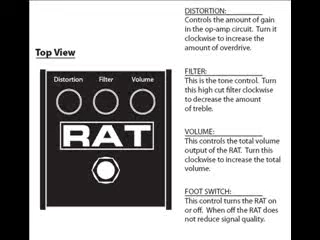 Top View
Distortion Filter Volume
RAT
DISTORTION:
Controls the amount of gain
in the op-amp circuit. Turn it
clockwise to increase the
amount of overdrive.
FILTER:
This is the tone control. Turn
this high cut filter clockwise
to decrease the amount
of treble.
VOLUME:
This controls the total volume
output of the RAT. Turn this
clockwise to increase the total
volume.
FOOT SWITCH:
This control turns the RAT on
or off. When off the RAT does
not reduce signal quality.